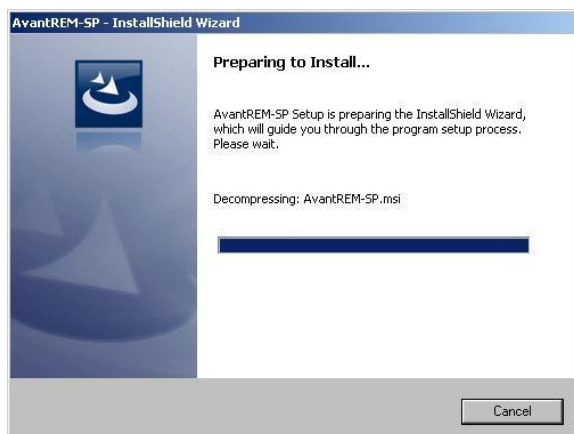 AvantREM-SP - InstallShield Wizard
Preparing to Install...
AvantREM-SP Setup is preparing the InstallShield Wizard,
which will guide you through the program setup process.
Please wait.
Decompressing: AvantREM-SP.msi
Cancel